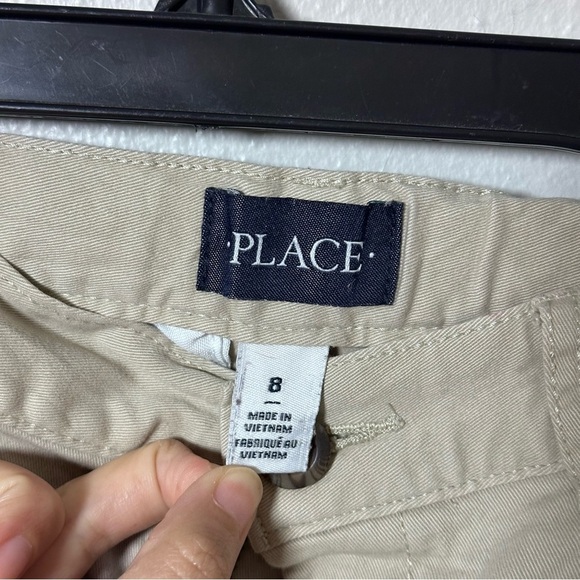 ·PLACE·
8
MADE IN
VIETNAM
FABRIQUÉ AU
VIETNAM